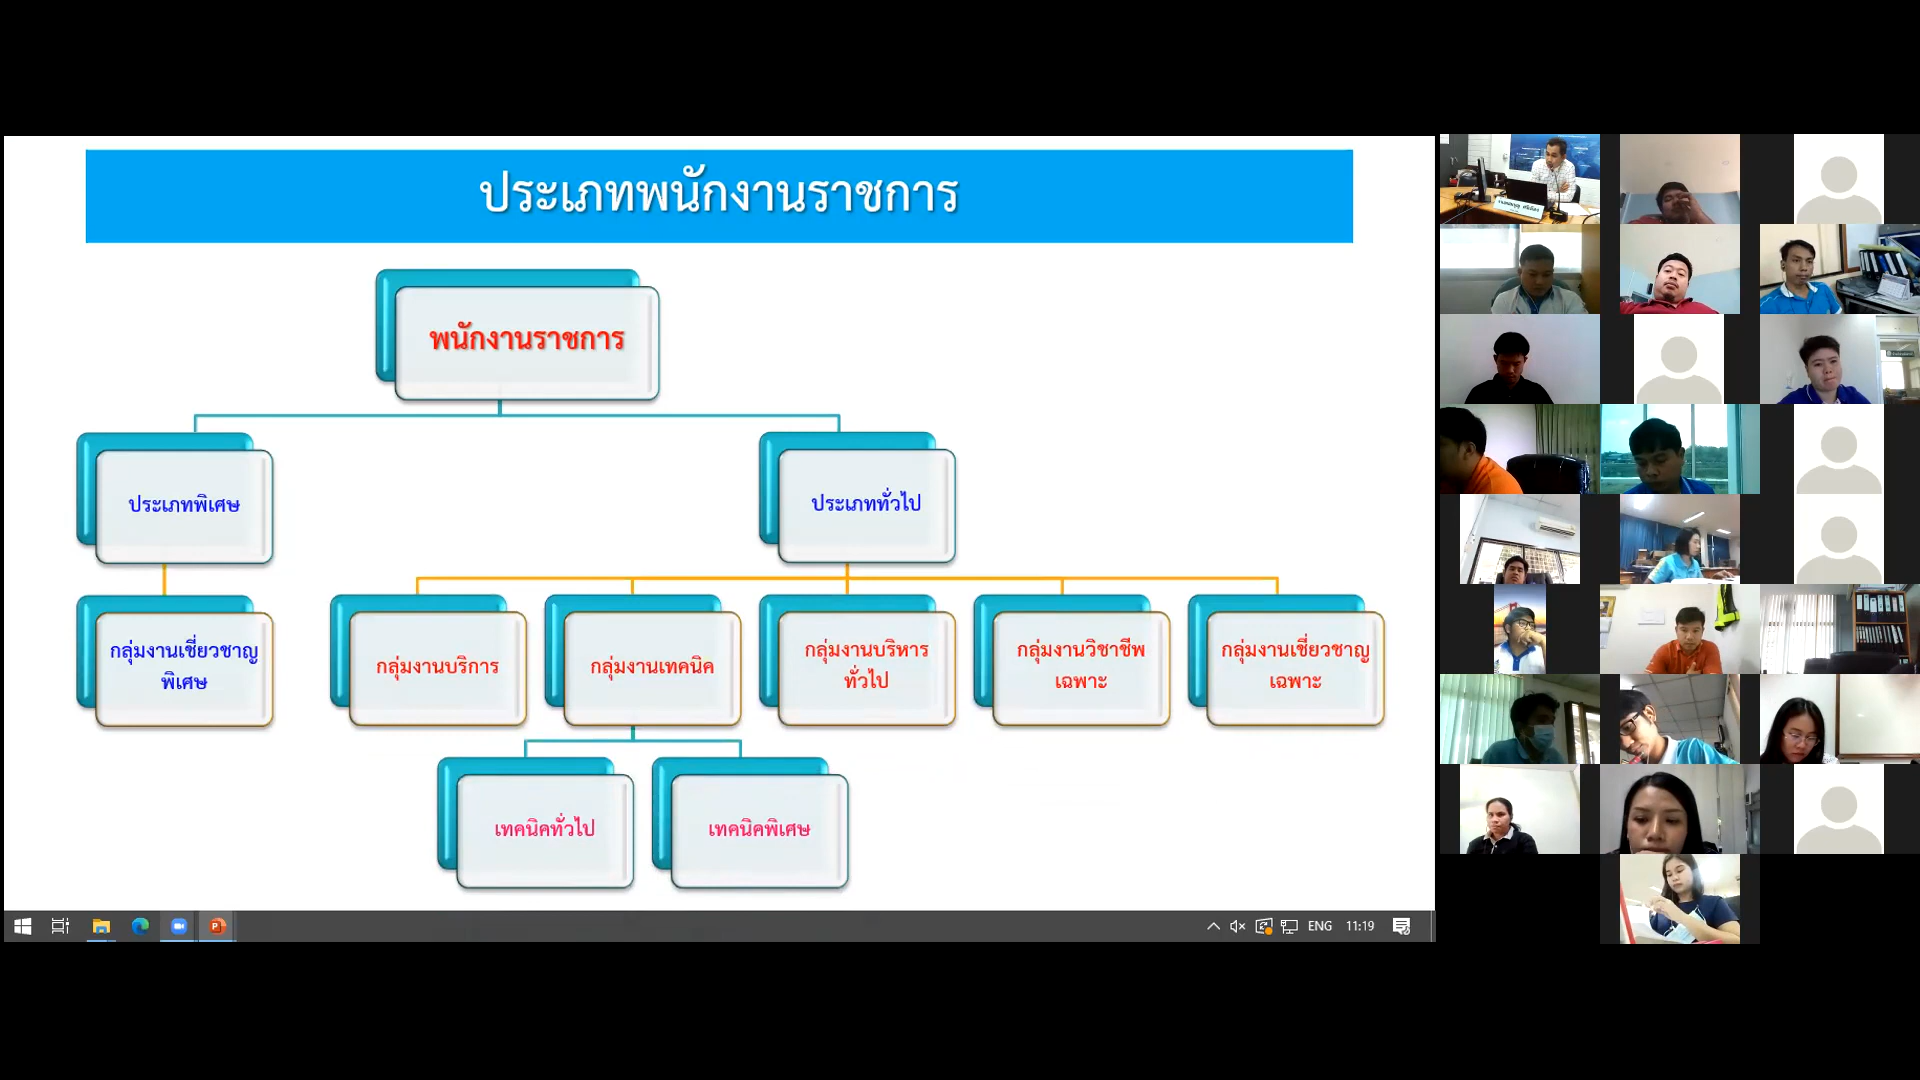 ประเภทพนักงานราชการ
พนักงานราชการ
ประเภทพิเศษ
ประเภททั่วไป
กลุ่มงานเชี่ยวชาญ
พิเศษ
กลุ่มงานบริการ
กลุ่มงานเทคนิค
กลุ่มงานบริหาร
ทั่วไป
กลุ่มงานวิชาชีพ
เฉพาะ
กลุ่มงานเชี่ยวชาญ
เฉพาะ
เทคนิคทั่วไป
เทคนิคพิเศษ
ENG
11:19